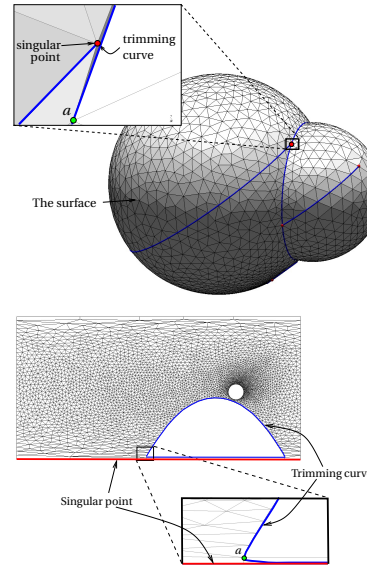 singular
point
trimming
curve
a
The surface
Trimming curv
Singular point
a